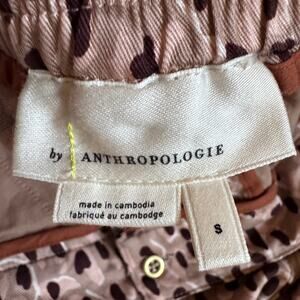 by ANTHROPOLOGIE
made in cambodia
fabriqué au cambodge
S